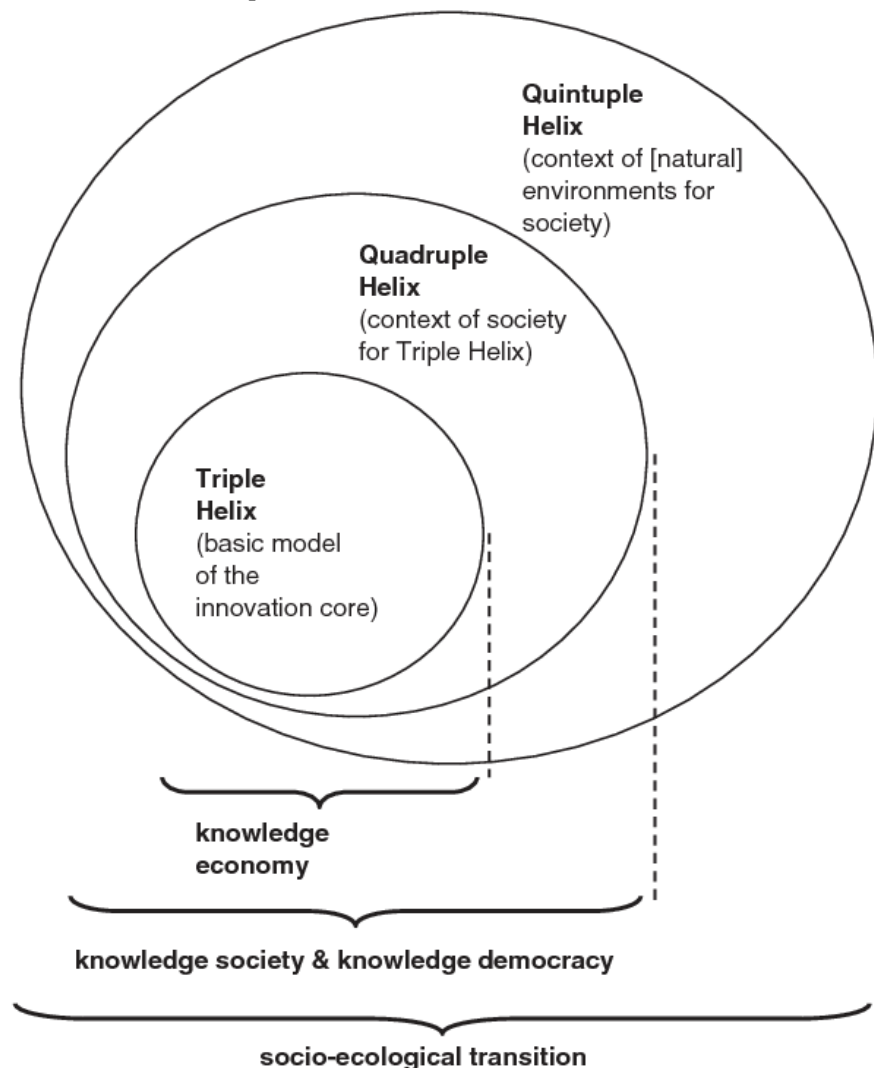 Quintuple
Helix
(context of [natural]
environments for
society)
Quadruple
Helix
(context of society
for Triple Helix)
Triple
Helix
(basic model
of the
innovation core)
knowledge
economy
knowledge society & knowledge democracy
socio-ecological transition